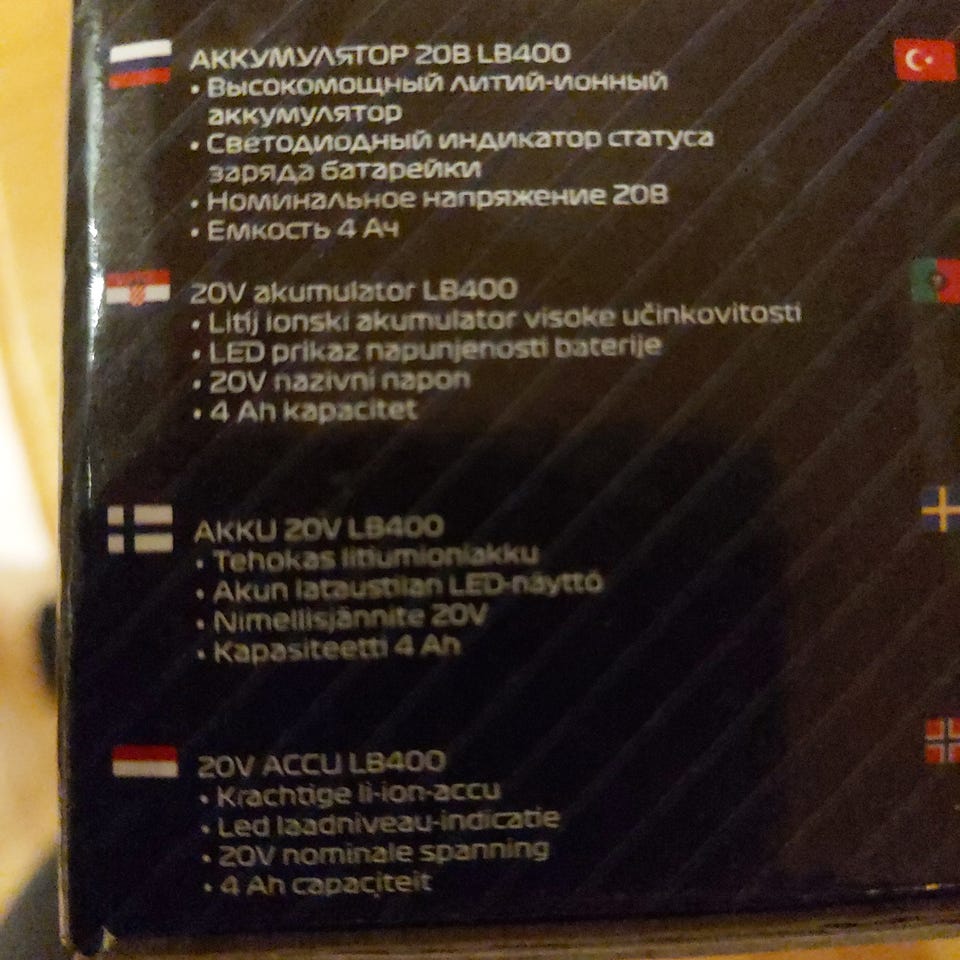 АККУМУЛЯТОР 20В LB400
• Высокомощный литий-ионный
аккумулятор
• Светодиодный индикатор статуса
заряда батарейки
• Номинальное напряжение 20В
• Емкость 4 Ач
20V akumulator LB400
• Litij ionski akumulator visoke učinkovitosti
• LED prikaz napunjenosti baterije
• 20V nazivni napon
• 4 Ah kapacitet
AKKU 20V LB400
• Tehokas litiumioniakku
• Akun lataustilan LED-näyttö
• Nimellisjännite 20V
• Kapasiteetti 4 Ah
20V ACCU LB400
• Krachtige li-ion-accu
• Led laadniveau-indicatie
• 20V nominale spanning
• 4 Ah capaciteit